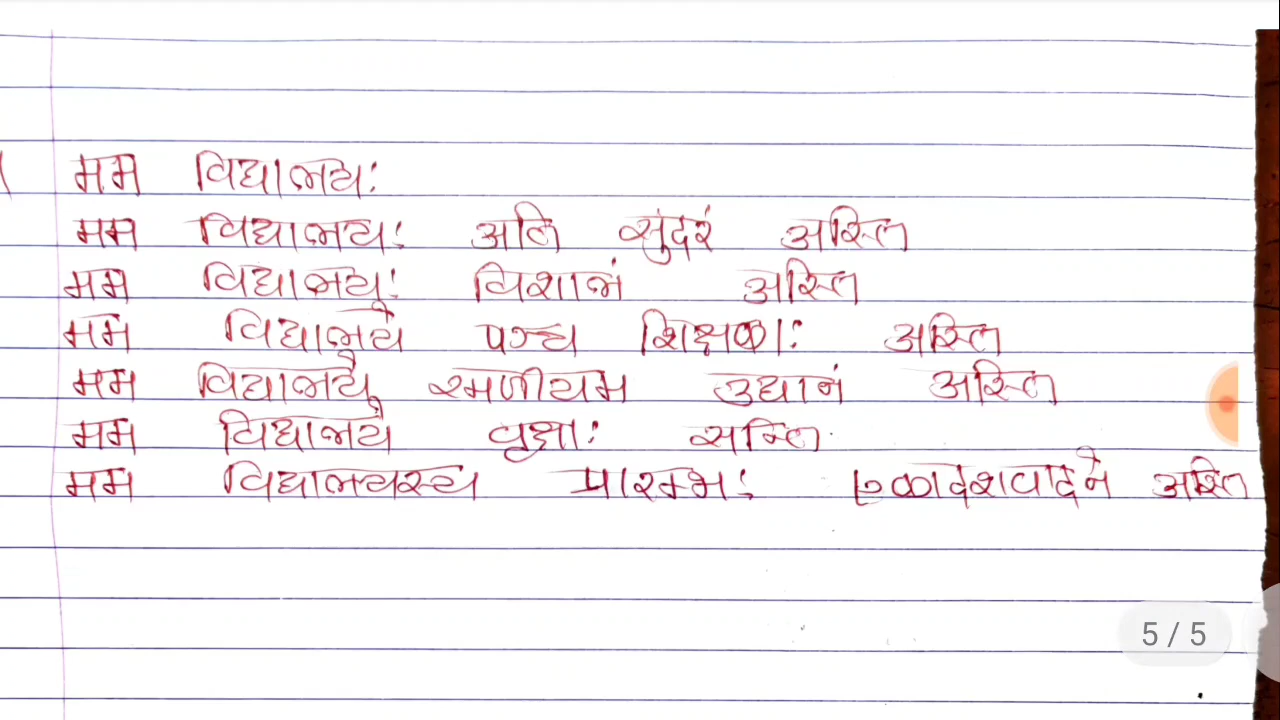 मम विद्यालयः
मम विद्यालयः अति सुंदरं अस्ति
मम विद्यालयः विशालं अस्ति
मम विद्यालये पञ्च शिक्षकाः अस्ति
मम विद्यालये रमणीयम उद्यानं अस्ति
मम विद्यालये वृक्षाः सन्ति.
मम विद्यालयस्य प्रारम्भः एकादशवादने अस्ति
5 / 5